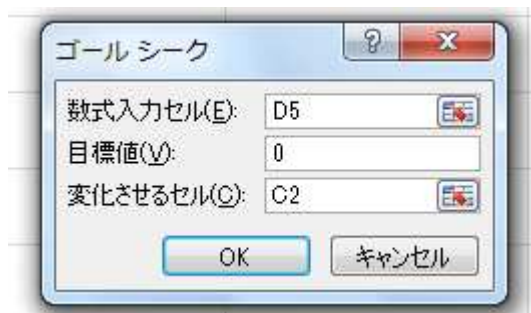 ゴール シーク
数式入力セル(E): D5
目標値(V): 0
変化させるセル(C): C2
OK キャンセル